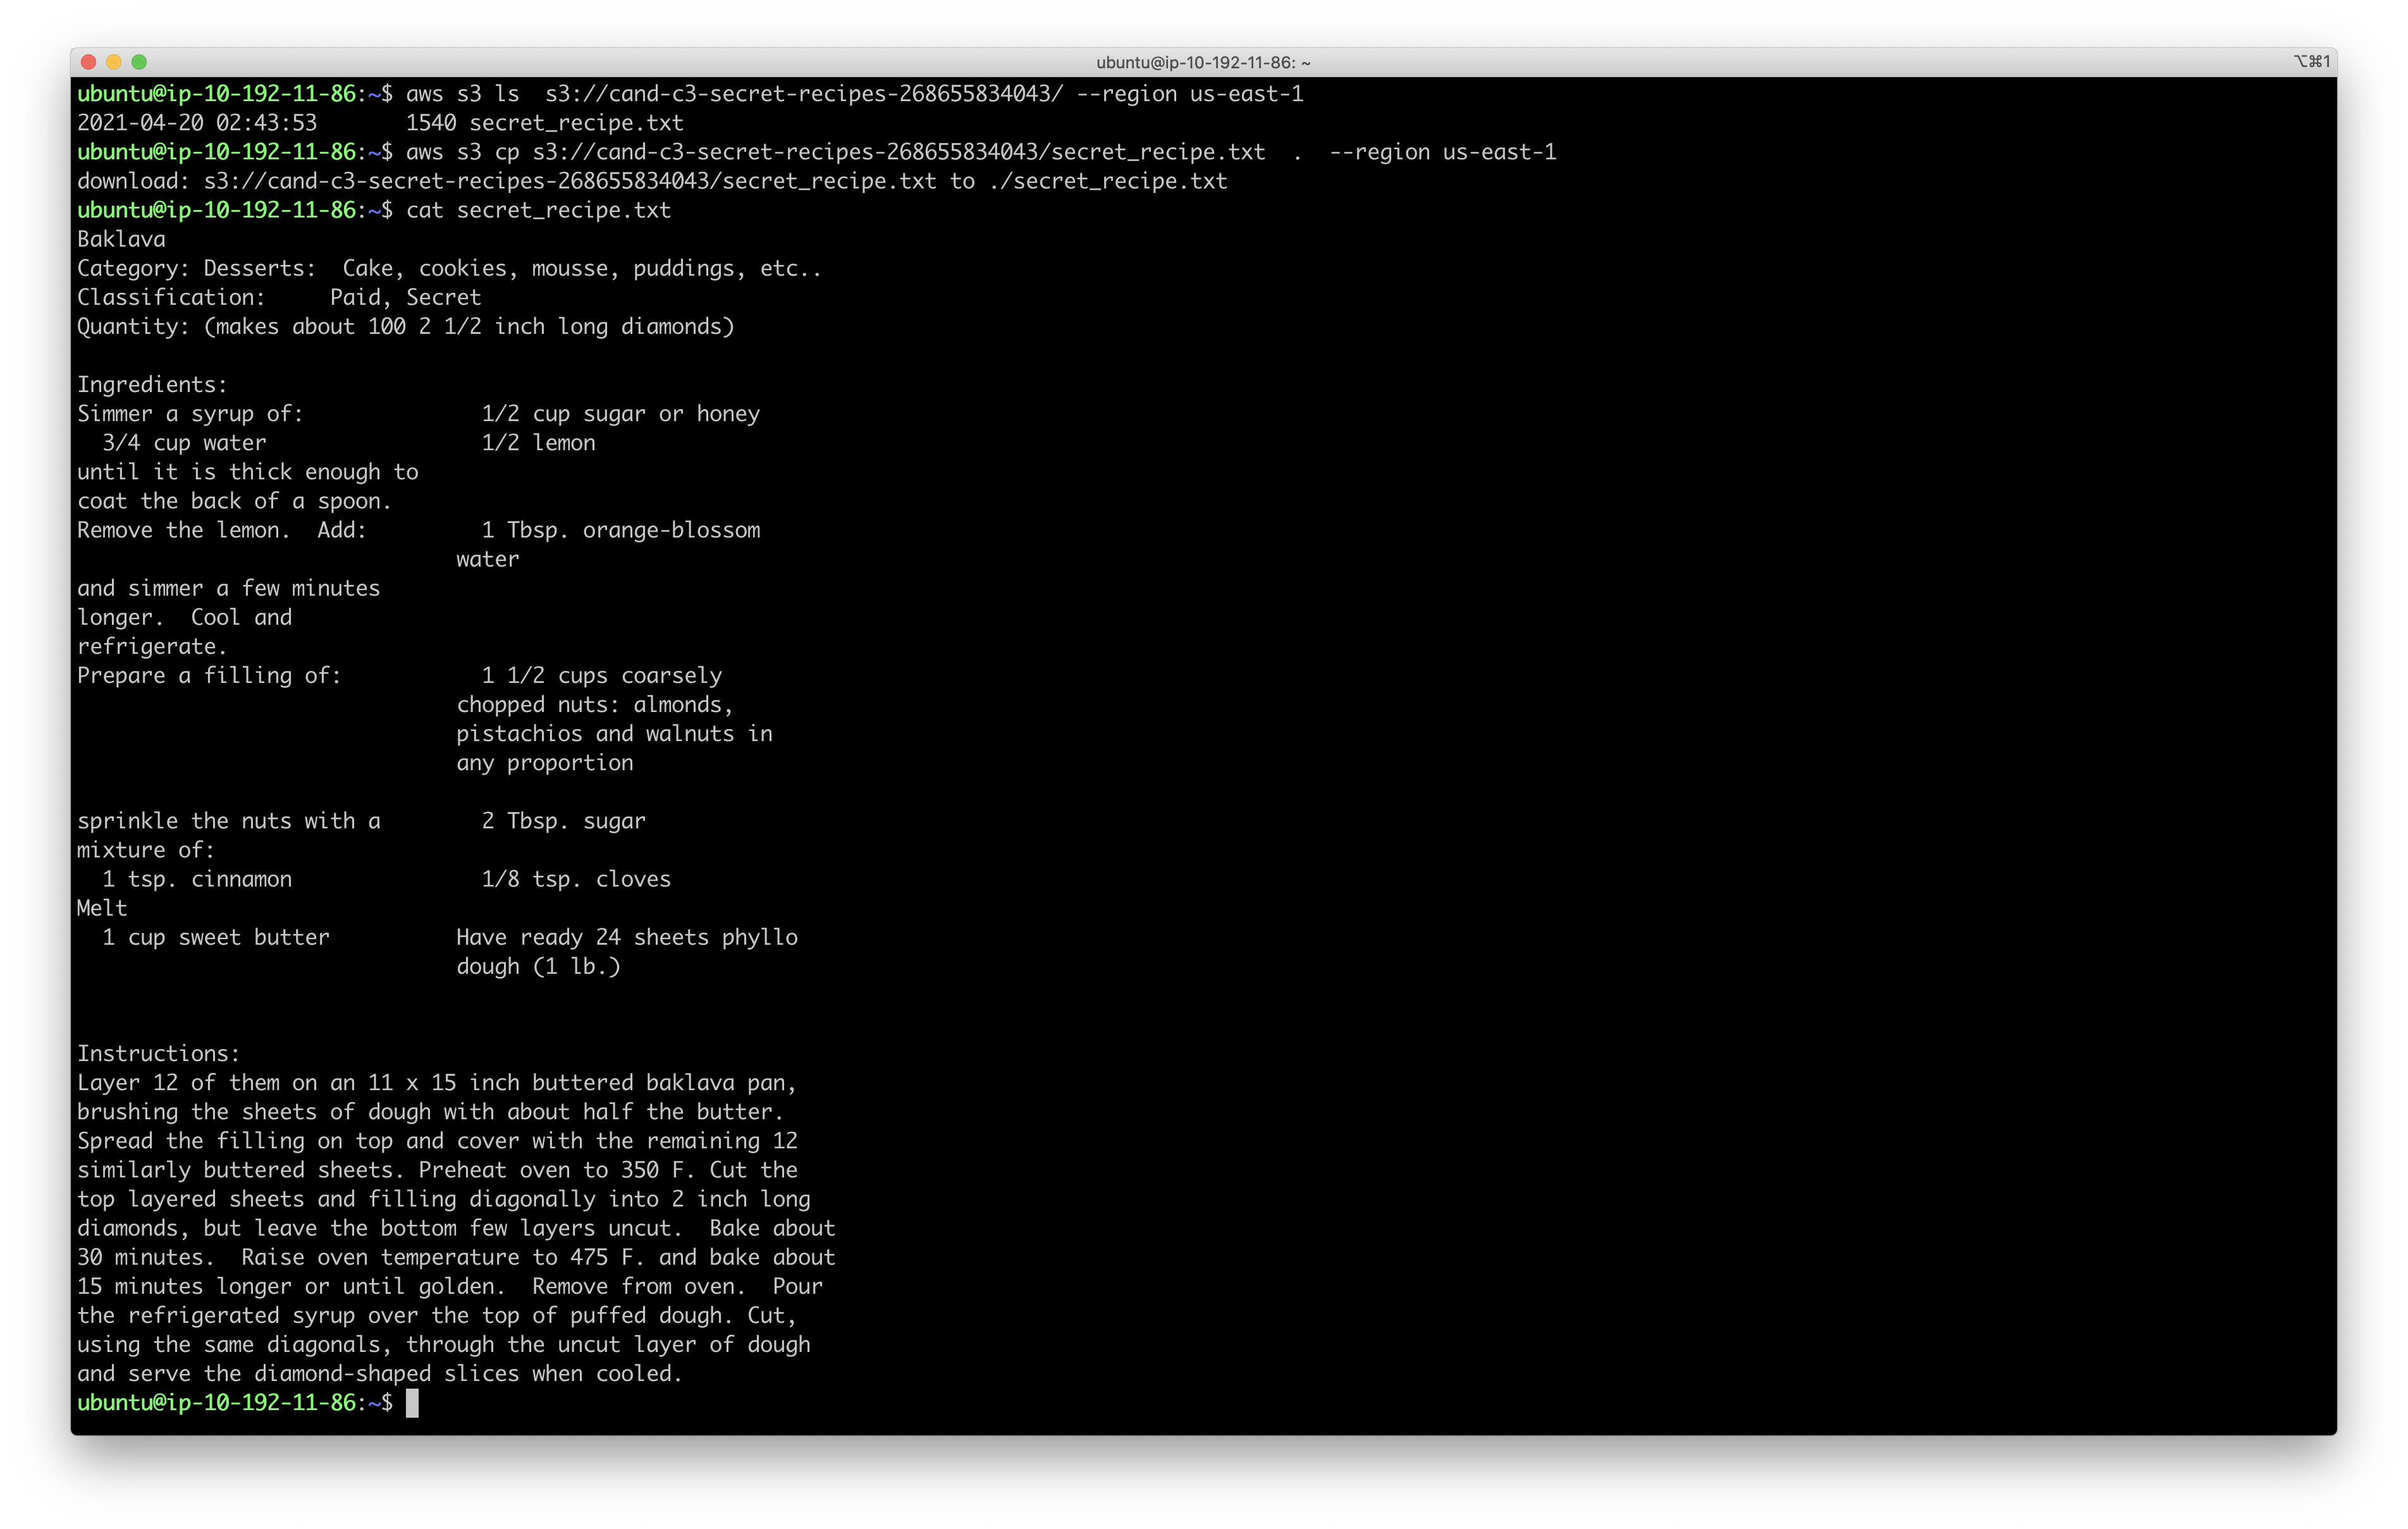 ubuntu@ip-10-192-11-86: ~
⌥⌘1
ubuntu@ip-10-192-11-86:~$ aws s3 ls  s3://cand-c3-secret-recipes-268655834043/ --region us-east-1
2021-04-20 02:43:53       1540 secret_recipe.txt
ubuntu@ip-10-192-11-86:~$ aws s3 cp s3://cand-c3-secret-recipes-268655834043/secret_recipe.txt  .  --region us-east-1
download: s3://cand-c3-secret-recipes-268655834043/secret_recipe.txt to ./secret_recipe.txt
ubuntu@ip-10-192-11-86:~$ cat secret_recipe.txt
Baklava
Category: Desserts:  Cake, cookies, mousse, puddings, etc..
Classification:     Paid, Secret
Quantity: (makes about 100 2 1/2 inch long diamonds)
Ingredients:
Simmer a syrup of:              1/2 cup sugar or honey
  3/4 cup water                 1/2 lemon
until it is thick enough to
coat the back of a spoon.
Remove the lemon.  Add:         1 Tbsp. orange-blossom
                              water
and simmer a few minutes
longer.  Cool and
refrigerate.
Prepare a filling of:           1 1/2 cups coarsely
                              chopped nuts: almonds,
                              pistachios and walnuts in
                              any proportion
sprinkle the nuts with a        2 Tbsp. sugar
mixture of:
  1 tsp. cinnamon               1/8 tsp. cloves
Melt
  1 cup sweet butter          Have ready 24 sheets phyllo
                              dough (1 lb.)
Instructions:
Layer 12 of them on an 11 x 15 inch buttered baklava pan,
brushing the sheets of dough with about half the butter.
Spread the filling on top and cover with the remaining 12
similarly buttered sheets. Preheat oven to 350 F. Cut the
top layered sheets and filling diagonally into 2 inch long
diamonds, but leave the bottom few layers uncut.  Bake about
30 minutes.  Raise oven temperature to 475 F. and bake about
15 minutes longer or until golden.  Remove from oven.  Pour
the refrigerated syrup over the top of puffed dough. Cut,
using the same diagonals, through the uncut layer of dough
and serve the diamond-shaped slices when cooled.
ubuntu@ip-10-192-11-86:~$